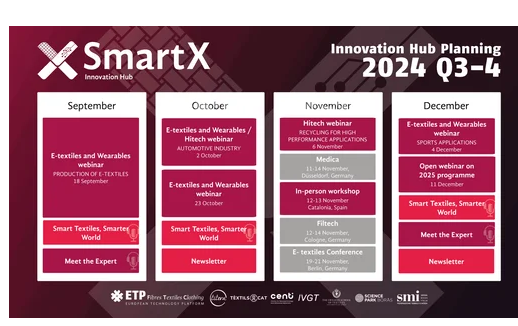 SmartX
Innovation Hub
Innovation Hub Planning
2024 Q3-4
September
E-textiles and Wearables
webinar
PRODUCTION OF E-TEXTILES
18 September
Smart Textiles, Smarter
World
Meet the Expert
October
E-textiles and Wearables /
Hitech webinar
AUTOMOTIVE INDUSTRY
2 October
E-textiles and Wearables
webinar
23 October
Smart Textiles, Smarter
World
Newsletter
November
Hitech webinar
RECYCLING FOR HIGH
PERFORMANCE APPLICATIONS
6 November
Medica
11-14 November,
Düsseldorf, Germany
In-person workshop
12-13 November
Catalonia, Spain
Filtech
12-14 November,
Cologne, Germany
E- textiles Conference
19-21 November,
Berlin, Germany
December
E-textiles and Wearables
webinar
SPORTS APPLICATIONS
4 December
Open webinar on
2025 programme
11 December
Smart Textiles, Smarter
World
Meet the Expert
Newsletter
ETP Fibres Textiles Clothing
EUROPEAN TECHNOLOGY PLATFORM
TEXTILS.CAT
centi
IVGT
SCIENCE
PARK BORÅS
smi